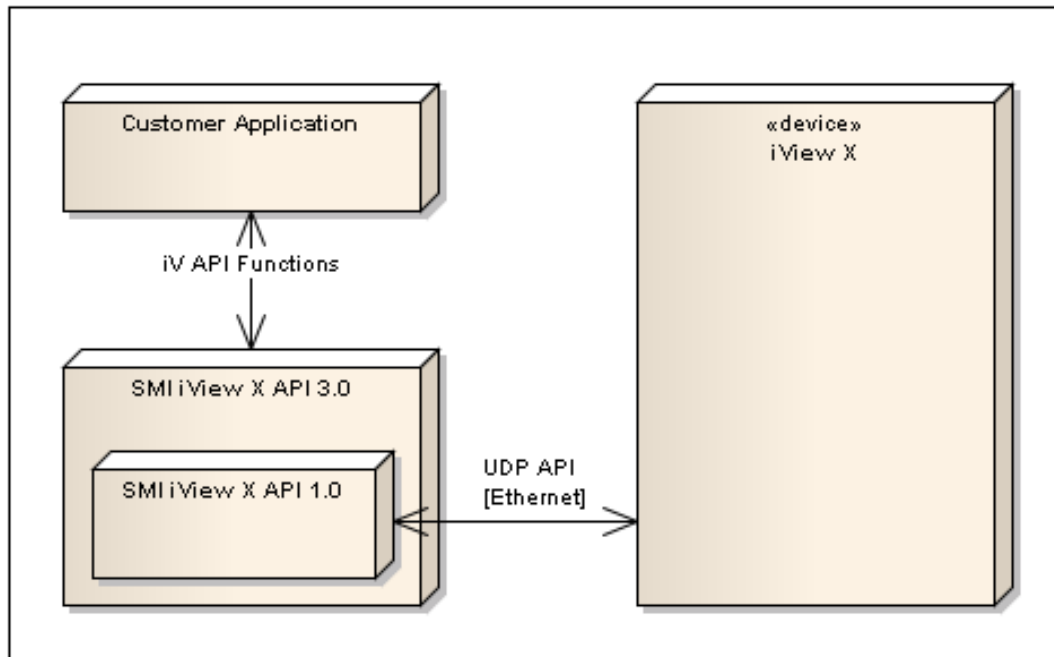 Customer Application
«device»
iView X
iV API Functions
SMI iView X API 3.0
SMI iView X API 1.0
UDP API
[Ethernet]